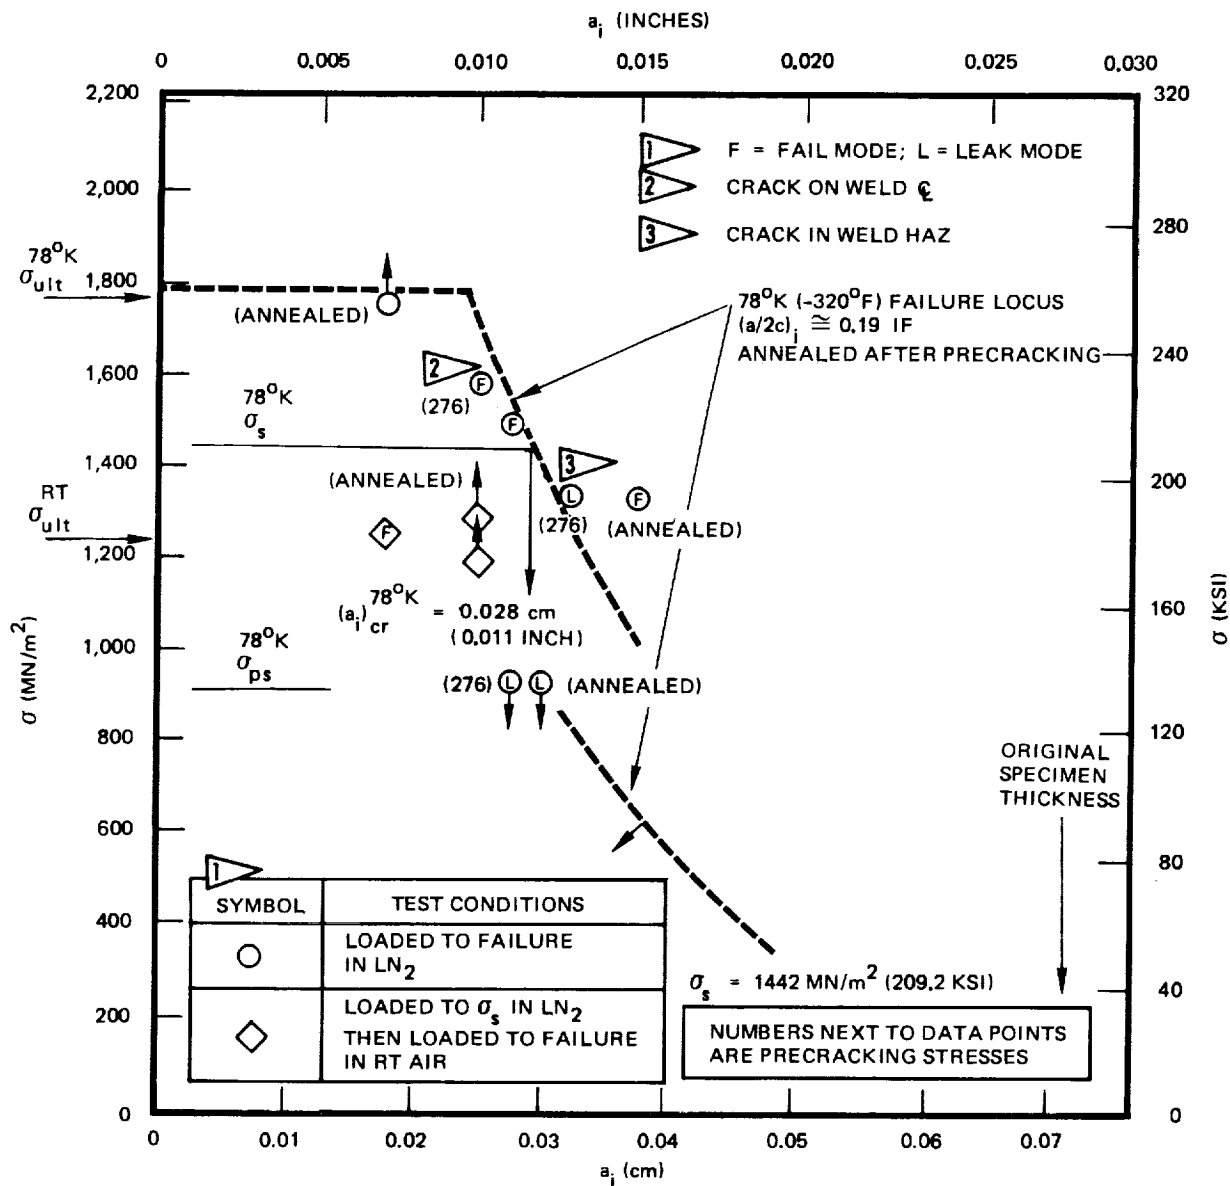 a_i (INCHES)
0 0.005 0.010 0.015 0.020 0.027 0.030
2,200
2,000
1,800
1,600
1,400
1,200
1,000
800
600
400
200
0
320
280
240
200
160
120
80
40
0
σ (MN/m²)
σ (KSI)
78°K
σ_ult
RT
σ_ult
1 F = FAIL MODE; L = LEAK MODE
2 CRACK ON WELD ℄
3 CRACK IN WELD HAZ
78°K (-320°F) FAILURE LOCUS
(a/2c)_i ≅ 0.19 IF
ANNEALED AFTER PRECRACKING
(ANNEALED)
2
F
(276)
F
78°K
σ_s
3
L
F
(276)
(ANNEALED)
(ANNEALED)
F
(a_i)_cr^78°K = 0.028 cm
(0.011 INCH)
78°K
σ_ps
(276) L L (ANNEALED)
ORIGINAL
SPECIMEN
THICKNESS
1
SYMBOL TEST CONDITIONS
LOADED TO FAILURE
IN LN₂
LOADED TO σ_s IN LN₂
THEN LOADED TO FAILURE
IN RT AIR
σ_s = 1442 MN/m² (209.2 KSI)
NUMBERS NEXT TO DATA POINTS
ARE PRECRACKING STRESSES
0 0.01 0.02 0.03 0.04 0.05 0.06 0.07
a_i (cm)